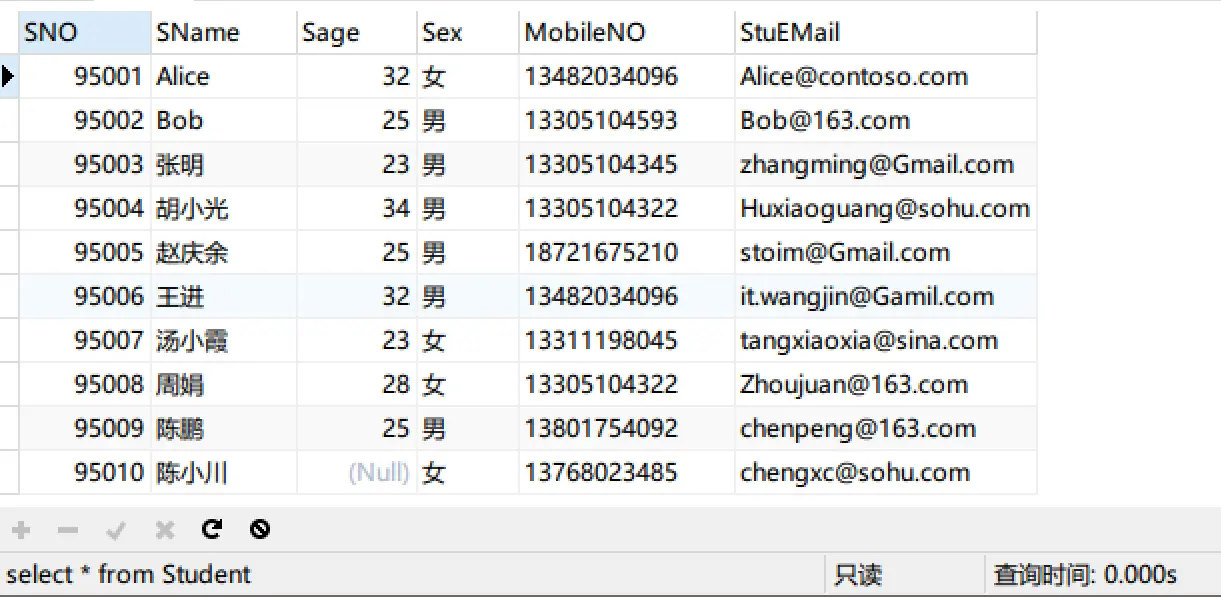 SNO SName Sage Sex MobileNO StuEMail
95001 Alice 32 女 13482034096 Alice@contoso.com
95002 Bob 25 男 13305104593 Bob@163.com
95003 张明 23 男 13305104345 zhangming@Gmail.com
95004 胡小光 34 男 13305104322 Huxiaoguang@sohu.com
95005 赵庆余 25 男 18721675210 stoim@Gmail.com
95006 王进 32 男 13482034096 it.wangjin@Gamil.com
95007 汤小霞 23 女 13311198045 tangxiaoxia@sina.com
95008 周娟 28 女 13305104322 Zhoujuan@163.com
95009 陈鹏 25 男 13801754092 chenpeng@163.com
95010 陈小川 (Null) 女 13768023485 chengxc@sohu.com
select * from Student 只读 查询时间: 0.000s